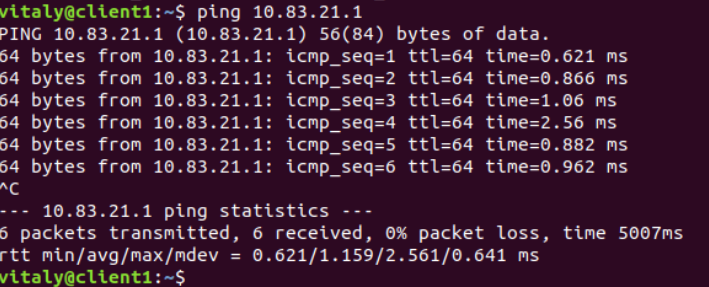 vitaly@client1:~$ ping 10.83.21.1
PING 10.83.21.1 (10.83.21.1) 56(84) bytes of data.
64 bytes from 10.83.21.1: icmp_seq=1 ttl=64 time=0.621 ms
64 bytes from 10.83.21.1: icmp_seq=2 ttl=64 time=0.866 ms
64 bytes from 10.83.21.1: icmp_seq=3 ttl=64 time=1.06 ms
64 bytes from 10.83.21.1: icmp_seq=4 ttl=64 time=2.56 ms
64 bytes from 10.83.21.1: icmp_seq=5 ttl=64 time=0.882 ms
64 bytes from 10.83.21.1: icmp_seq=6 ttl=64 time=0.962 ms
^C
--- 10.83.21.1 ping statistics ---
6 packets transmitted, 6 received, 0% packet loss, time 5007ms
rtt min/avg/max/mdev = 0.621/1.159/2.561/0.641 ms
vitaly@client1:~$